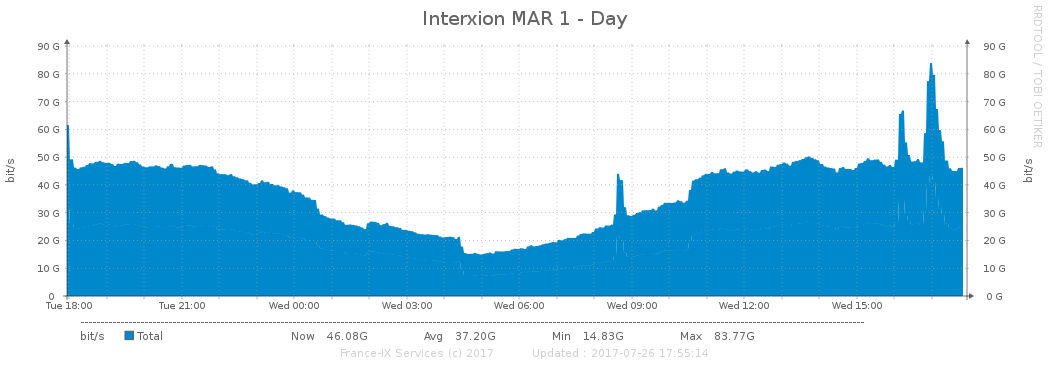 Interxion MAR 1 - Day
RRDTOOL / TOBI OETIKER
bit/s
90 G 90 G
80 G 80 G
70 G 70 G
60 G 60 G
50 G 50 G
40 G 40 G
30 G 30 G
20 G 20 G
10 G 10 G
0 0 G
bit/s
Tue 18:00 Tue 21:00 Wed 00:00 Wed 03:00 Wed 06:00 Wed 09:00 Wed 12:00 Wed 15:00
bit/s Total Now 46.08G Avg 37.20G Min 14.83G Max 83.77G
France-IX Services (c) 2017 Updated : 2017-07-26 17:55:14